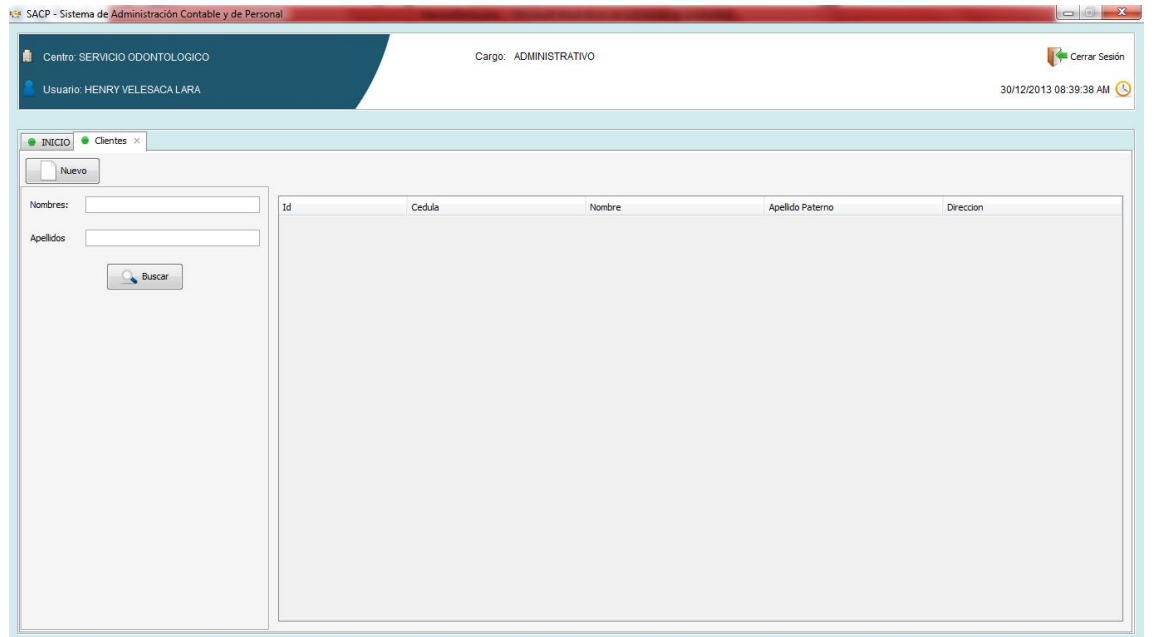 SACP - Sistema de Administración Contable y de Personal
Centro: SERVICIO ODONTOLOGICO
Cargo: ADMINISTRATIVO
Cerrar Sesión
Usuario: HENRY VELESACA LARA
30/12/2013 08:39:38 AM
INICIO Clientes
Nuevo
Nombres:
Id Cedula Nombre Apellido Paterno Direccion
Apellidos
Buscar